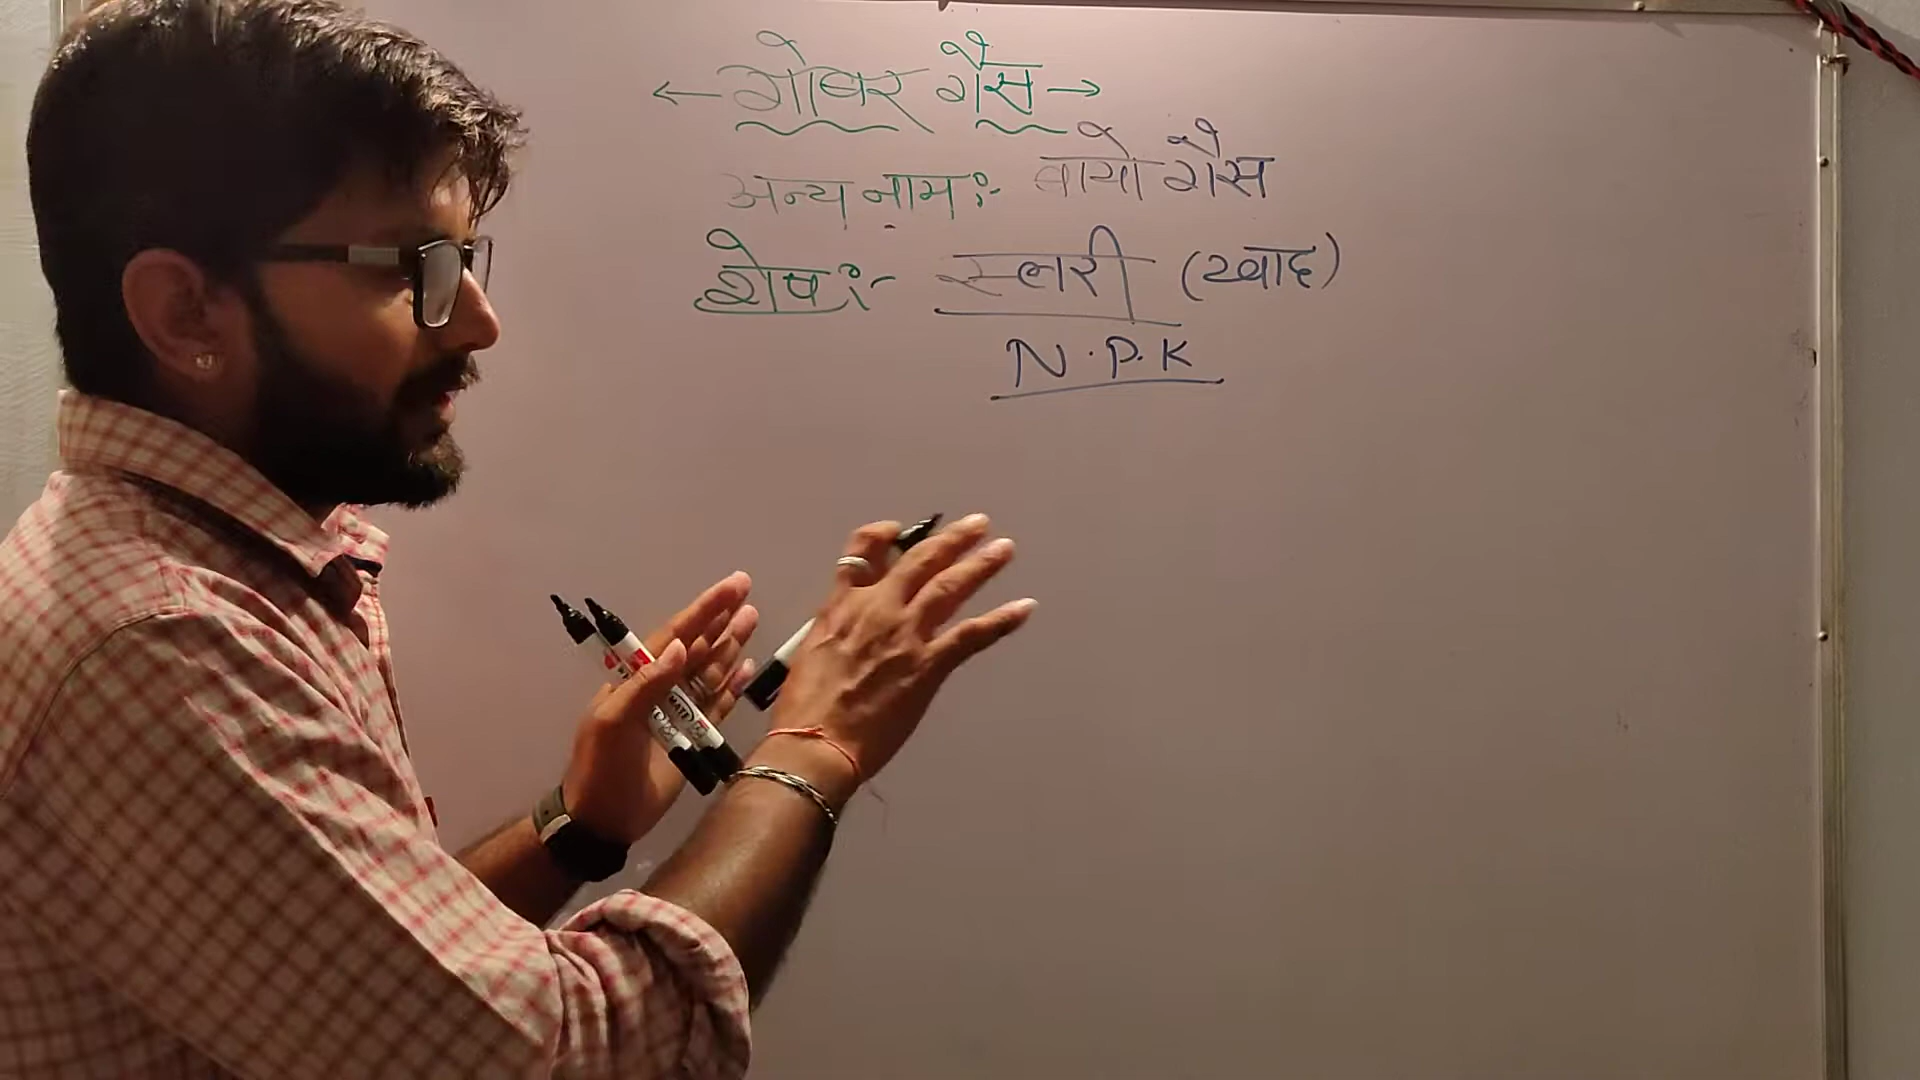 ← गोबर गैस →
अन्य नाम :- बायो गैस
शेष :- स्लरी (खाद)
N.P.K